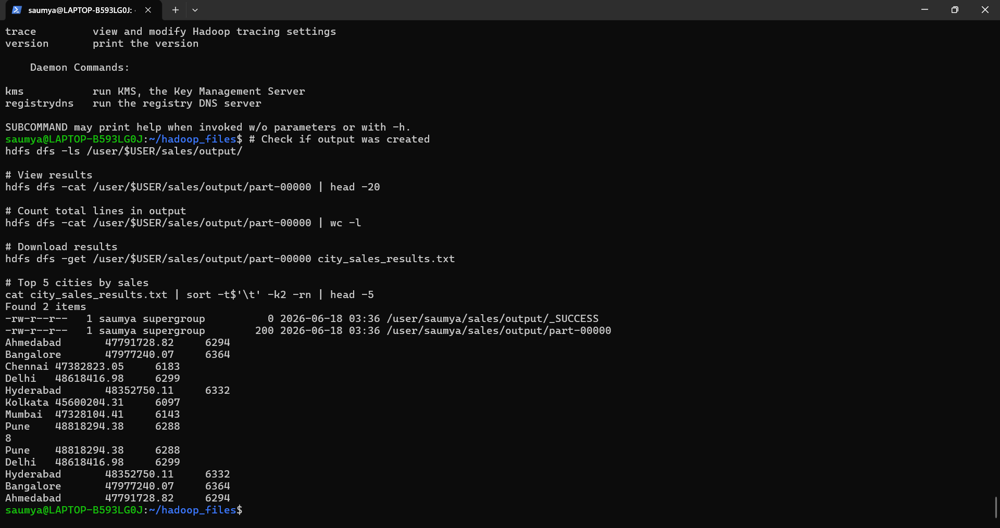 saumya@LAPTOP-B593LG0J: 
trace         view and modify Hadoop tracing settings
version       print the version
    Daemon Commands:
kms           run KMS, the Key Management Server
registrydns   run the registry DNS server
SUBCOMMAND may print help when invoked w/o parameters or with -h.
saumya@LAPTOP-B593LG0J:~/hadoop_files$ # Check if output was created
hdfs dfs -ls /user/$USER/sales/output/
# View results
hdfs dfs -cat /user/$USER/sales/output/part-00000 | head -20
# Count total lines in output
hdfs dfs -cat /user/$USER/sales/output/part-00000 | wc -l
# Download results
hdfs dfs -get /user/$USER/sales/output/part-00000 city_sales_results.txt
# Top 5 cities by sales
cat city_sales_results.txt | sort -t$'\t' -k2 -rn | head -5
Found 2 items
-rw-r--r--   1 saumya supergroup          0 2026-06-18 03:36 /user/saumya/sales/output/_SUCCESS
-rw-r--r--   1 saumya supergroup        200 2026-06-18 03:36 /user/saumya/sales/output/part-00000
Ahmedabad       47791728.82     6294
Bangalore       47977240.07     6364
Chennai 47382823.05     6183
Delhi   48618416.98     6299
Hyderabad       48352750.11     6332
Kolkata 45600204.31     6097
Mumbai  47328104.41     6143
Pune    48818294.38     6288
8
Pune    48818294.38     6288
Delhi   48618416.98     6299
Hyderabad       48352750.11     6332
Bangalore       47977240.07     6364
Ahmedabad       47791728.82     6294
saumya@LAPTOP-B593LG0J:~/hadoop_files$